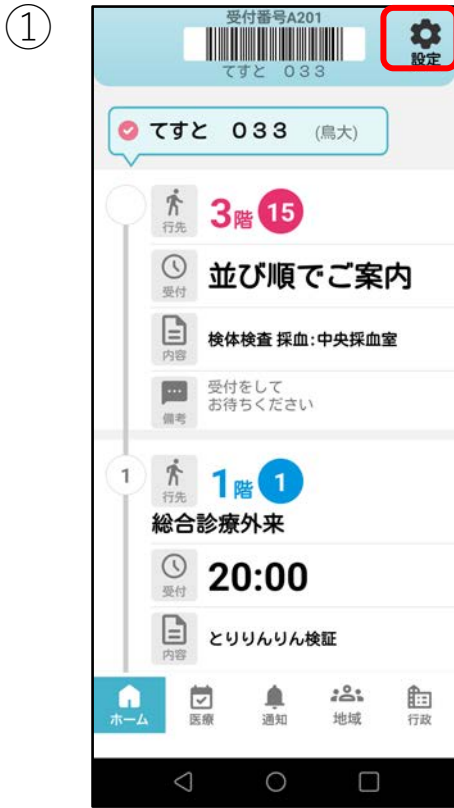 ①
受付番号A201
設定
てすと 033
てすと 033 (鳥大)
行先
3階 15
受付
並び順でご案内
内容
検体検査 採血:中央採血室
備考
受付をして
お待ちください
1
行先
1階 1
総合診療外来
受付
20:00
内容
とりりんりん検証
ホーム
医療
通知
地域
行政